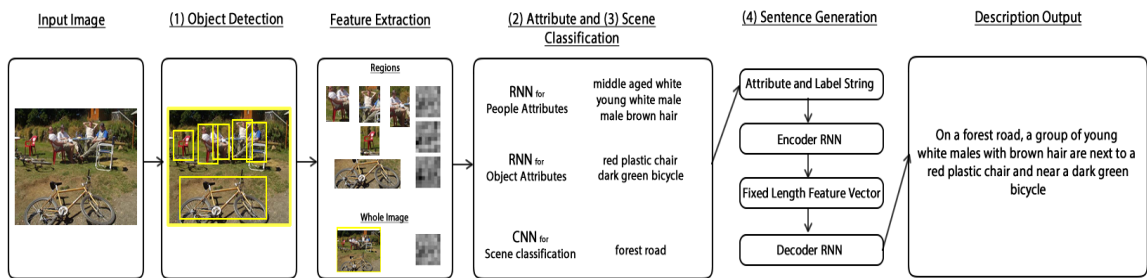 Input Image
(1) Object Detection
Feature Extraction
(2) Attribute and (3) Scene
Classification
(4) Sentence Generation
Description Output
Regions
Whole Image
RNN for
People Attributes
middle aged white
young white male
male brown hair
RNN for
Object Attributes
red plastic chair
dark green bicycle
CNN for
Scene classification
forest road
Attribute and Label String
Encoder RNN
Fixed Length Feature Vector
Decoder RNN
On a forest road, a group of young
white males with brown hair are next to a
red plastic chair and near a dark green
bicycle